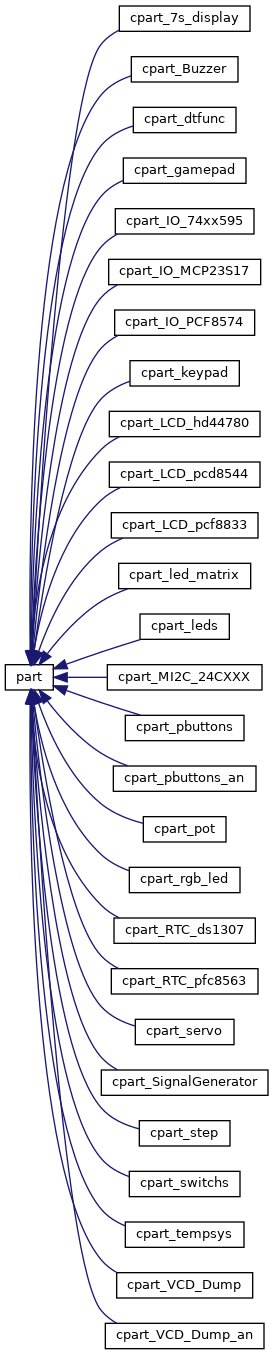 cpart_7s_display
cpart_Buzzer
cpart_dtfunc
cpart_gamepad
cpart_IO_74xx595
cpart_IO_MCP23S17
cpart_IO_PCF8574
cpart_keypad
cpart_LCD_hd44780
cpart_LCD_pcd8544
cpart_LCD_pcf8833
cpart_led_matrix
cpart_leds
part
cpart_MI2C_24CXXX
cpart_pbuttons
cpart_pbuttons_an
cpart_pot
cpart_rgb_led
cpart_RTC_ds1307
cpart_RTC_pfc8563
cpart_servo
cpart_SignalGenerator
cpart_step
cpart_switchs
cpart_tempsys
cpart_VCD_Dump
cpart_VCD_Dump_an